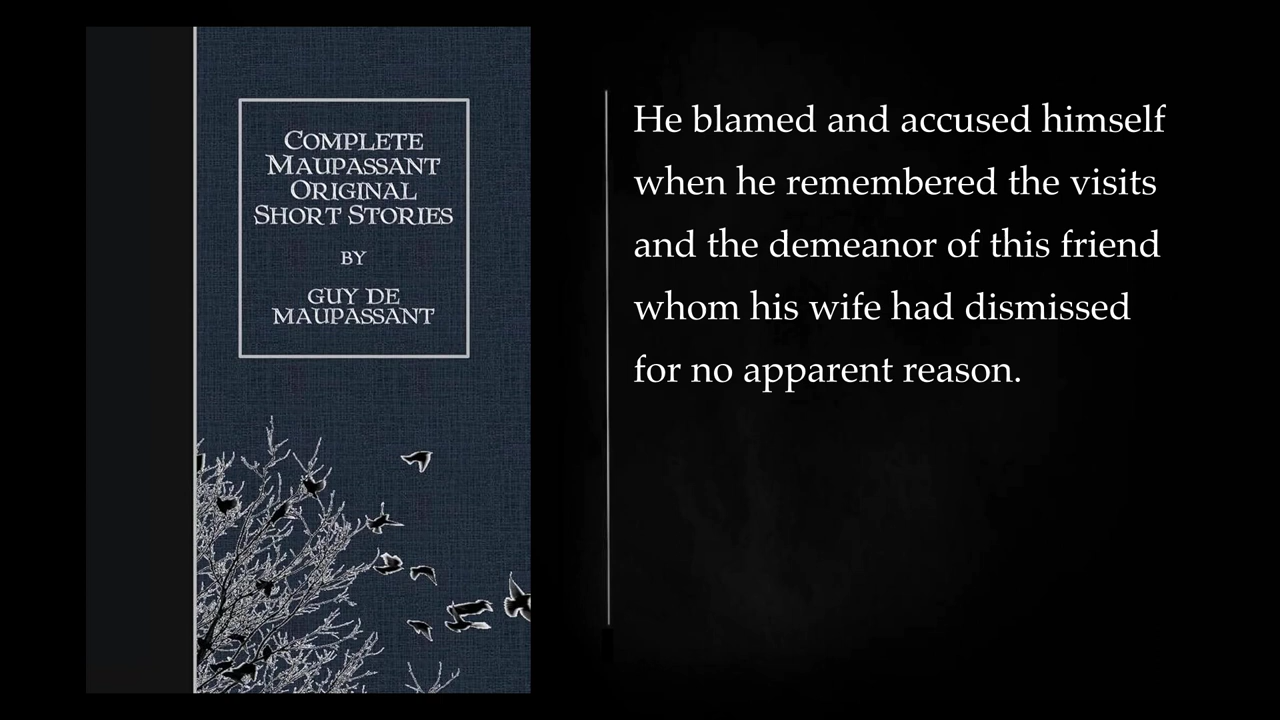 COMPLETE
MAUPASSANT
ORIGINAL
SHORT STORIES
BY
GUY DE
MAUPASSANT
He blamed and accused himself
when he remembered the visits
and the demeanor of this friend
whom his wife had dismissed
for no apparent reason.